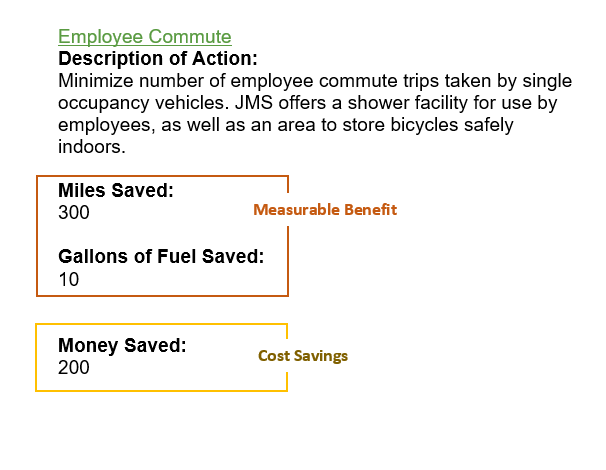 Employee Commute
Description of Action:
Minimize number of employee commute trips taken by single
occupancy vehicles. JMS offers a shower facility for use by
employees, as well as an area to store bicycles safely
indoors.
Miles Saved:
300
Measurable Benefit
Gallons of Fuel Saved:
10
Money Saved:
Cost Savings
200